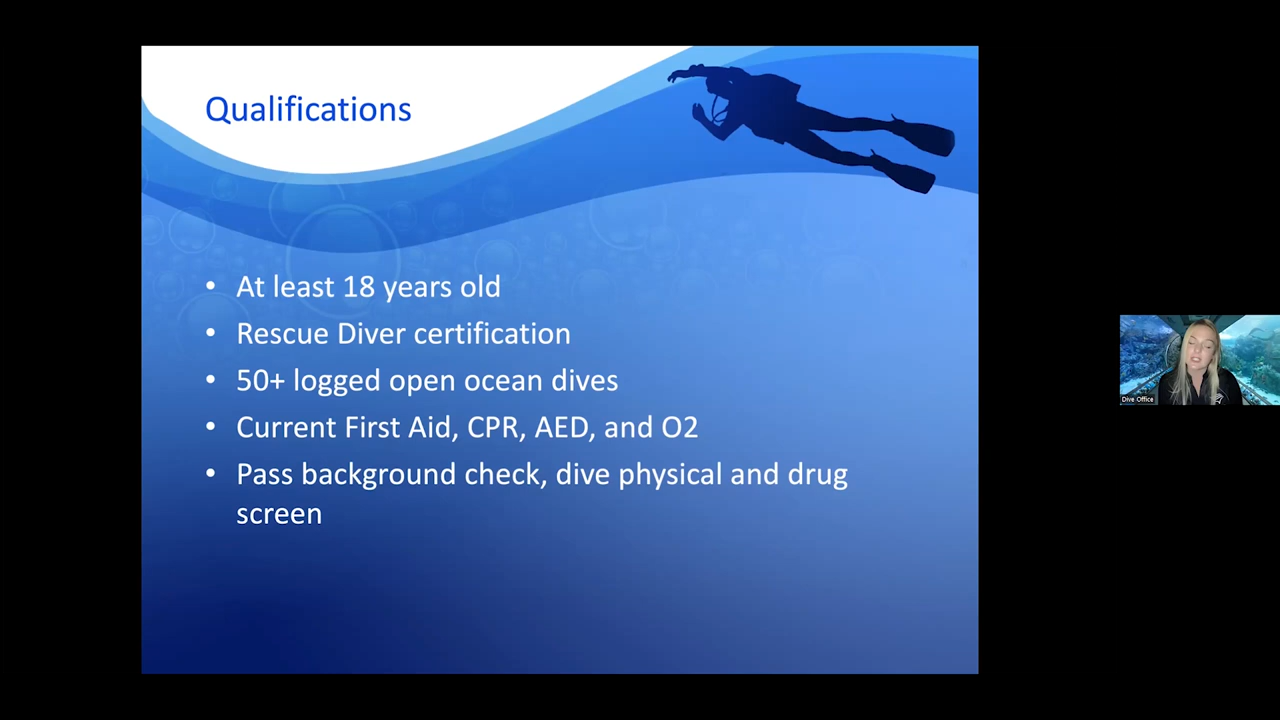 Qualifications
• At least 18 years old
• Rescue Diver certification
• 50+ logged open ocean dives
• Current First Aid, CPR, AED, and O2
• Pass background check, dive physical and drug
screen
Dive Office